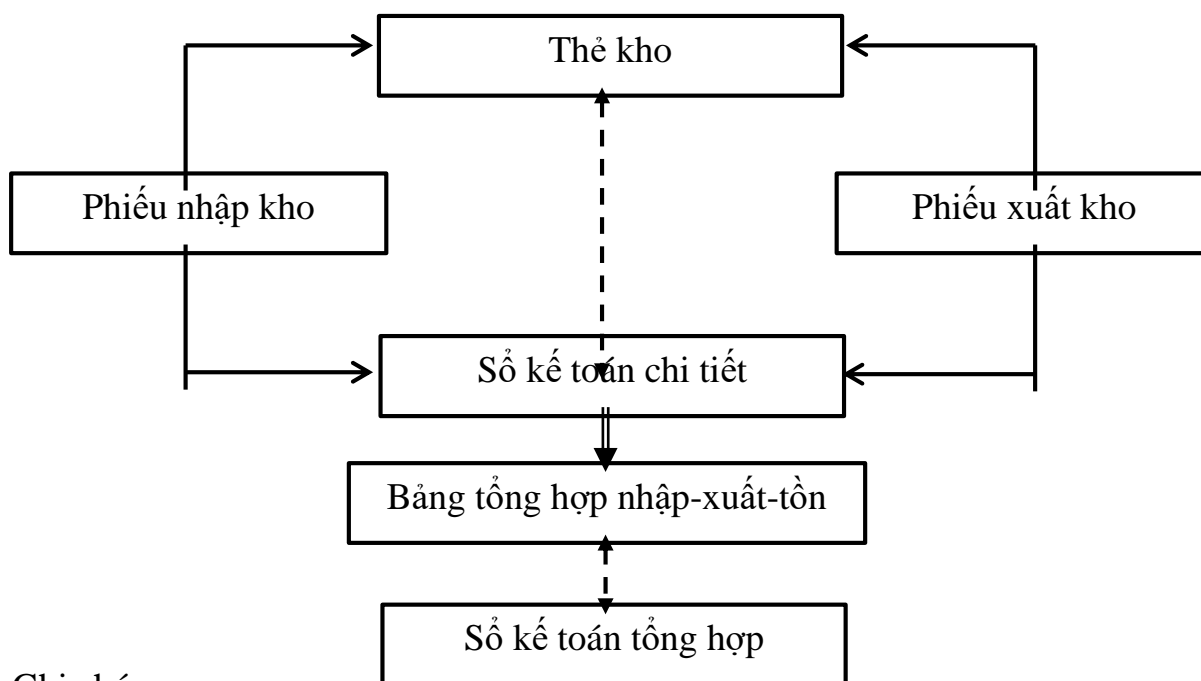 Thẻ kho
Phiếu nhập kho
Phiếu xuất kho
Sổ kế toán chi tiết
Bảng tổng hợp nhập-xuất-tồn
Sổ kế toán tổng hợp